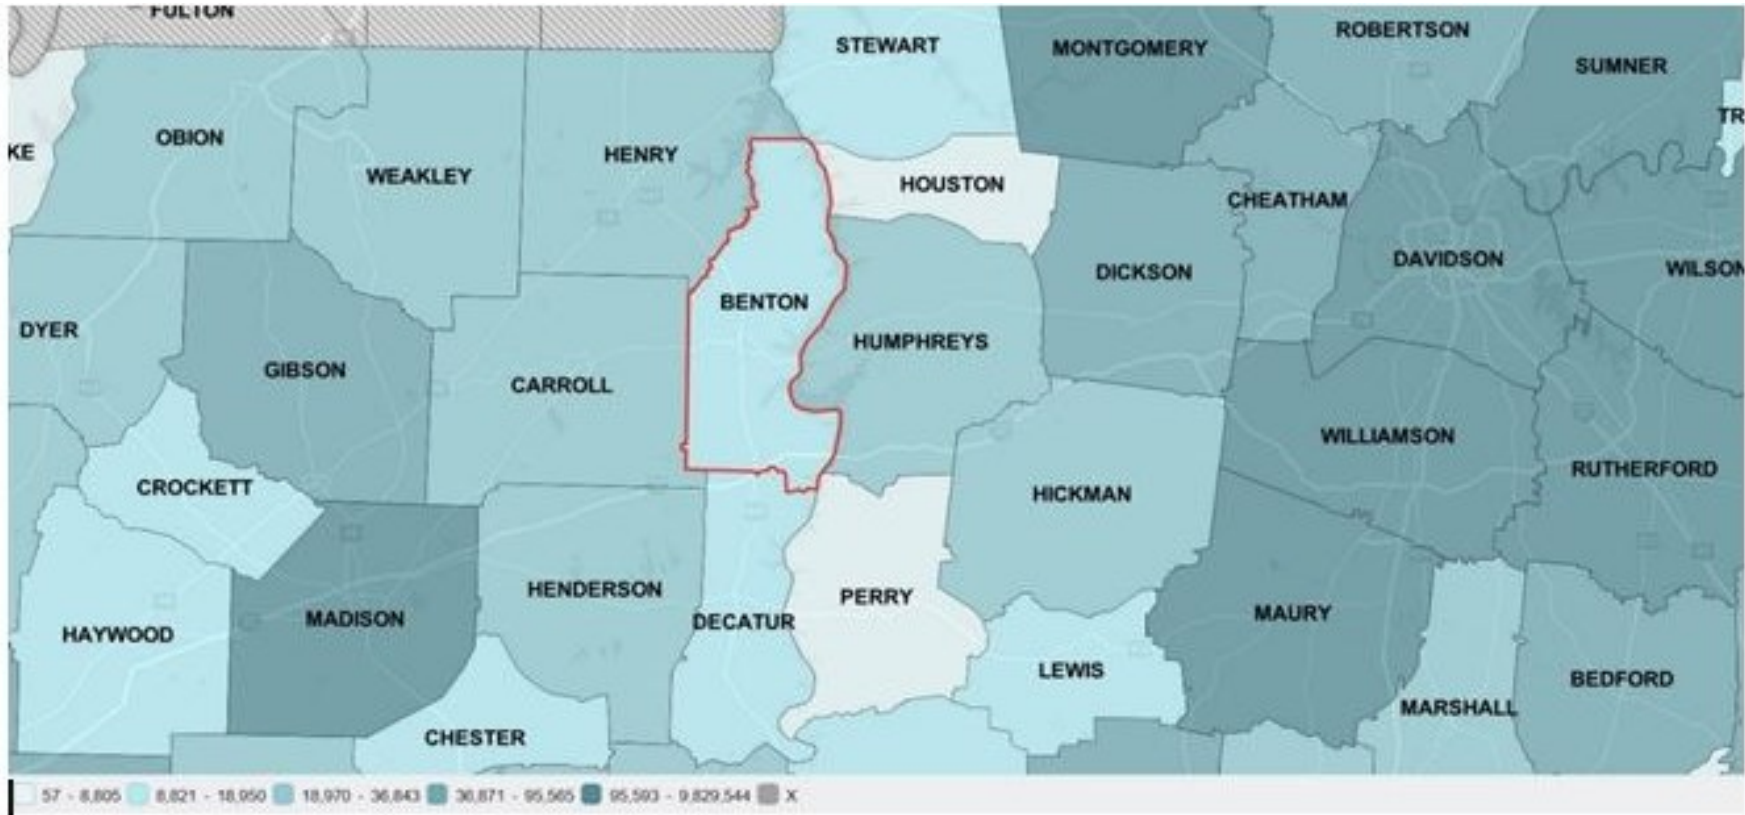 FULTON
STEWART
MONTGOMERY
ROBERTSON
SUMNER
TR
OBION
KE
WEAKLEY
HENRY
HOUSTON
CHEATHAM
DICKSON
DAVIDSON
WILSON
BENTON
DYER
HUMPHREYS
GIBSON
CARROLL
WILLIAMSON
RUTHERFORD
CROCKETT
HICKMAN
HENDERSON
PERRY
MAURY
MADISON
DECATUR
HAYWOOD
LEWIS
BEDFORD
MARSHALL
CHESTER
57 - 8,805 8,821 - 18,950 18,970 - 36,843 36,871 - 95,565 95,593 - 9,829,544 X